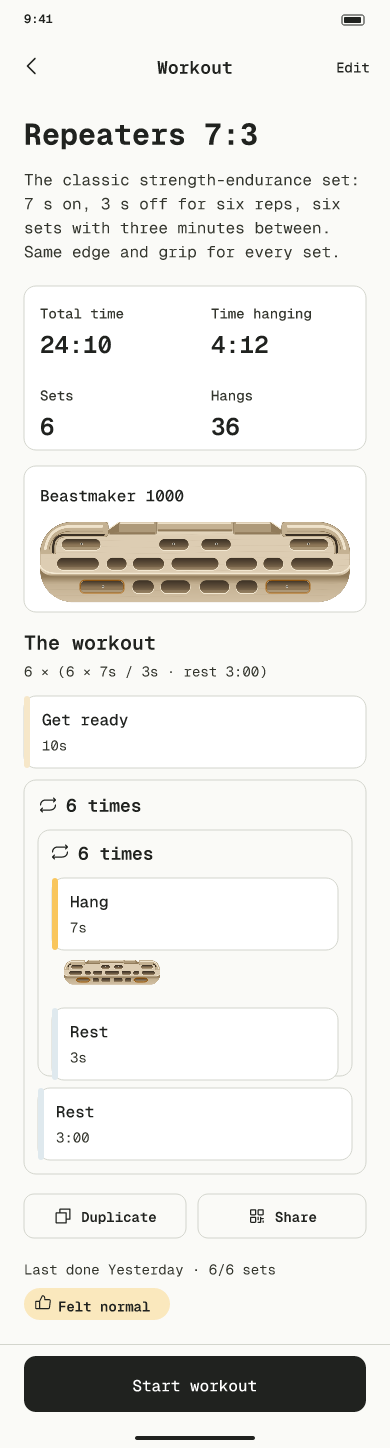 9:41
Workout
Edit
Repeaters 7:3
The classic strength-endurance set:
7 s on, 3 s off for six reps, six
sets with three minutes between.
Same edge and grip for every set.
Total time
Time hanging
24:10
4:12
Sets
Hangs
6
36
Beastmaker 1000
The workout
6 × (6 × 7s / 3s · rest 3:00)
Get ready
10s
6 times
6 times
Hang
7s
Rest
3s
Rest
3:00
Duplicate
Share
Last done Yesterday · 6/6 sets
Felt normal
Start workout